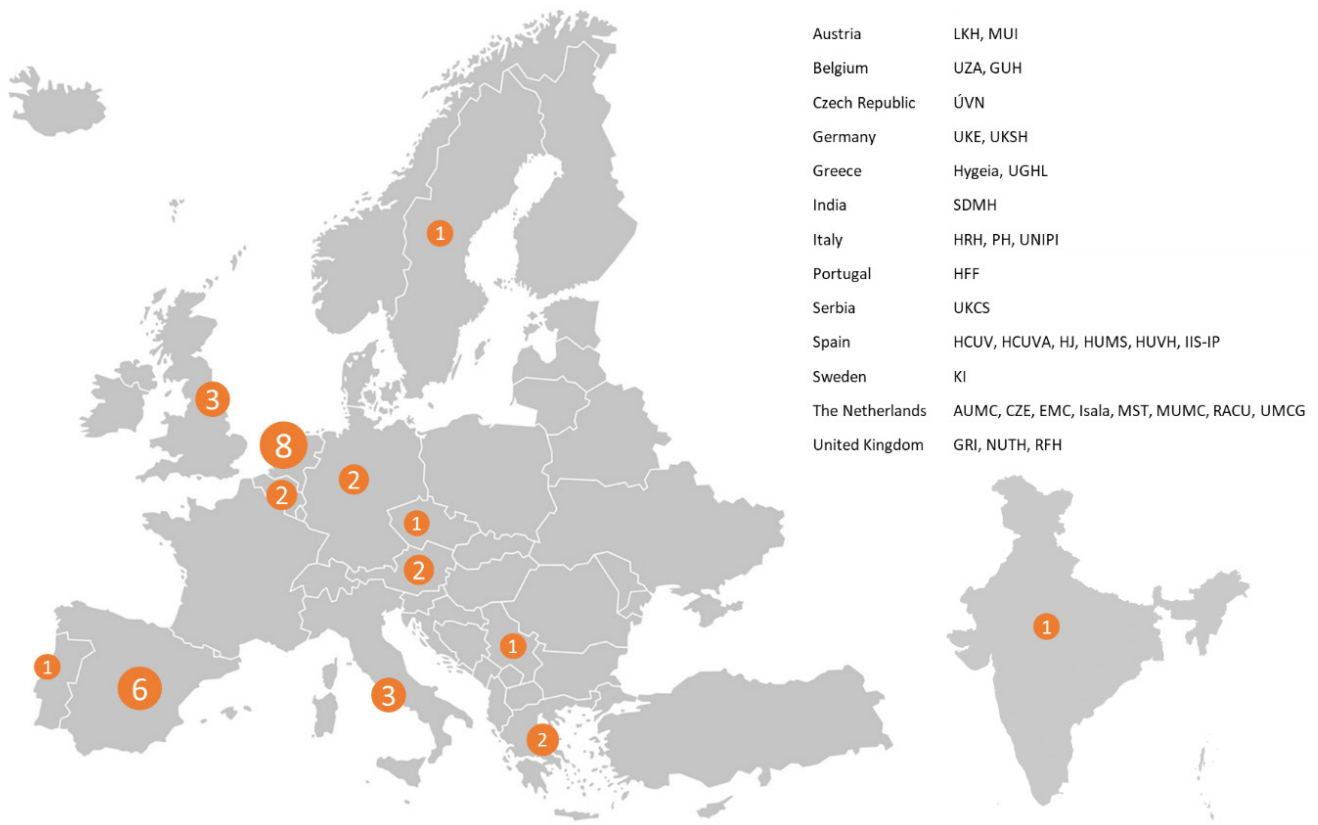 Austria LKH, MUI
Belgium UZA, GUH
Czech Republic ÚVN
Germany UKE, UKSH
Greece Hygeia, UGHL
India SDMH
Italy HRH, PH, UNIPI
Portugal HFF
Serbia UKCS
Spain HCUV, HCUVA, HJ, HUMS, HUVH, IIS-IP
Sweden KI
The Netherlands AUMC, CZE, EMC, Isala, MST, MUMC, RACU, UMCG
United Kingdom GRI, NUTH, RFH
1
3
8
2
2
1
2
1
1
6
3
2
1